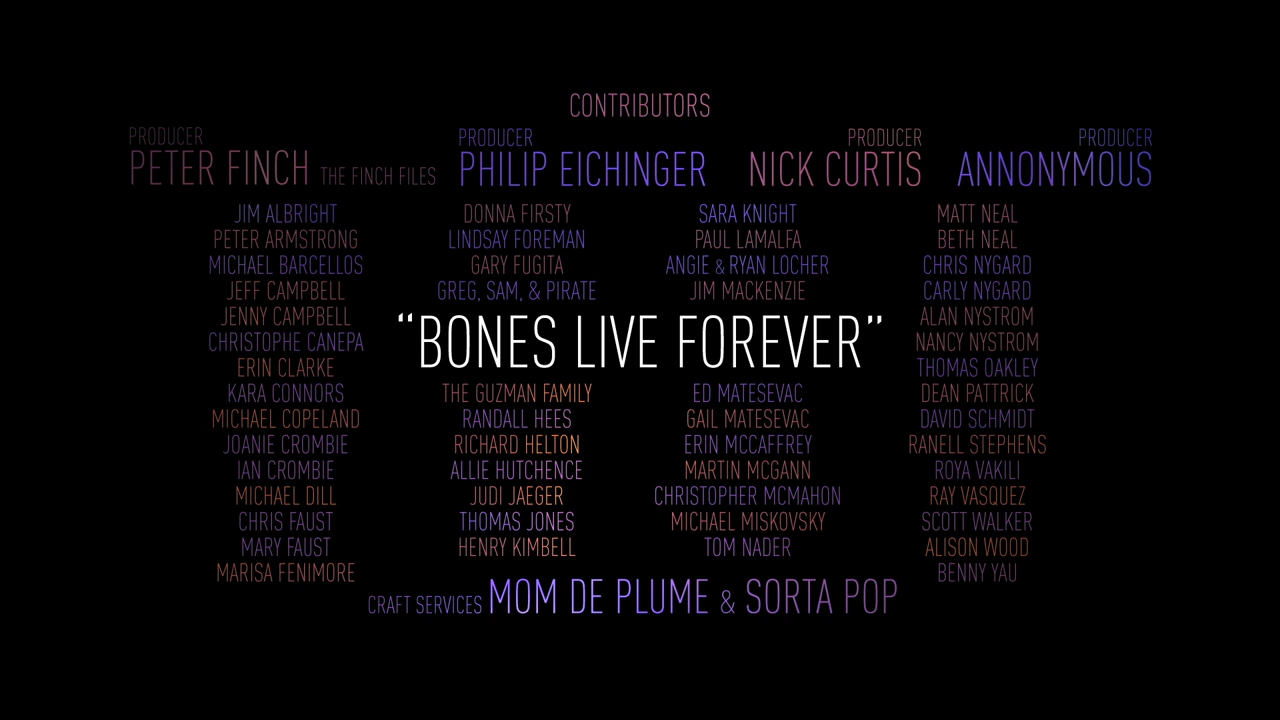 CONTRIBUTORS
PRODUCER
PETER FINCH THE FINCH FILES
PRODUCER
PHILIP EICHINGER
PRODUCER
NICK CURTIS
PRODUCER
ANNONYMOUS
JIM ALBRIGHT
PETER ARMSTRONG
MICHAEL BARCELLOS
JEFF CAMPBELL
JENNY CAMPBELL
CHRISTOPHE CANEPA
ERIN CLARKE
KARA CONNORS
MICHAEL COPELAND
JOANIE CROMBIE
IAN CROMBIE
MICHAEL DILL
CHRIS FAUST
MARY FAUST
MARISA FENIMORE
DONNA FIRSTY
LINDSAY FOREMAN
GARY FUGITA
GREG, SAM, & PIRATE
SARA KNIGHT
PAUL LAMALFA
ANGIE & RYAN LOCHER
JIM MACKENZIE
“BONES LIVE FOREVER”
THE GUZMAN FAMILY
RANDALL HEES
RICHARD HELTON
ALLIE HUTCHENCE
JUDI JAEGER
THOMAS JONES
HENRY KIMBELL
ED MATESEVAC
GAIL MATESEVAC
ERIN MCCAFFREY
MARTIN MCGANN
CHRISTOPHER MCMAHON
MICHAEL MISKOVSKY
TOM NADER
MATT NEAL
BETH NEAL
CHRIS NYGARD
CARLY NYGARD
ALAN NYSTROM
NANCY NYSTROM
THOMAS OAKLEY
DEAN PATTRICK
DAVID SCHMIDT
RANELL STEPHENS
ROYA VAKILI
RAY VASQUEZ
SCOTT WALKER
ALISON WOOD
BENNY YAU
CRAFT SERVICES MOM DE PLUME & SORTA POP